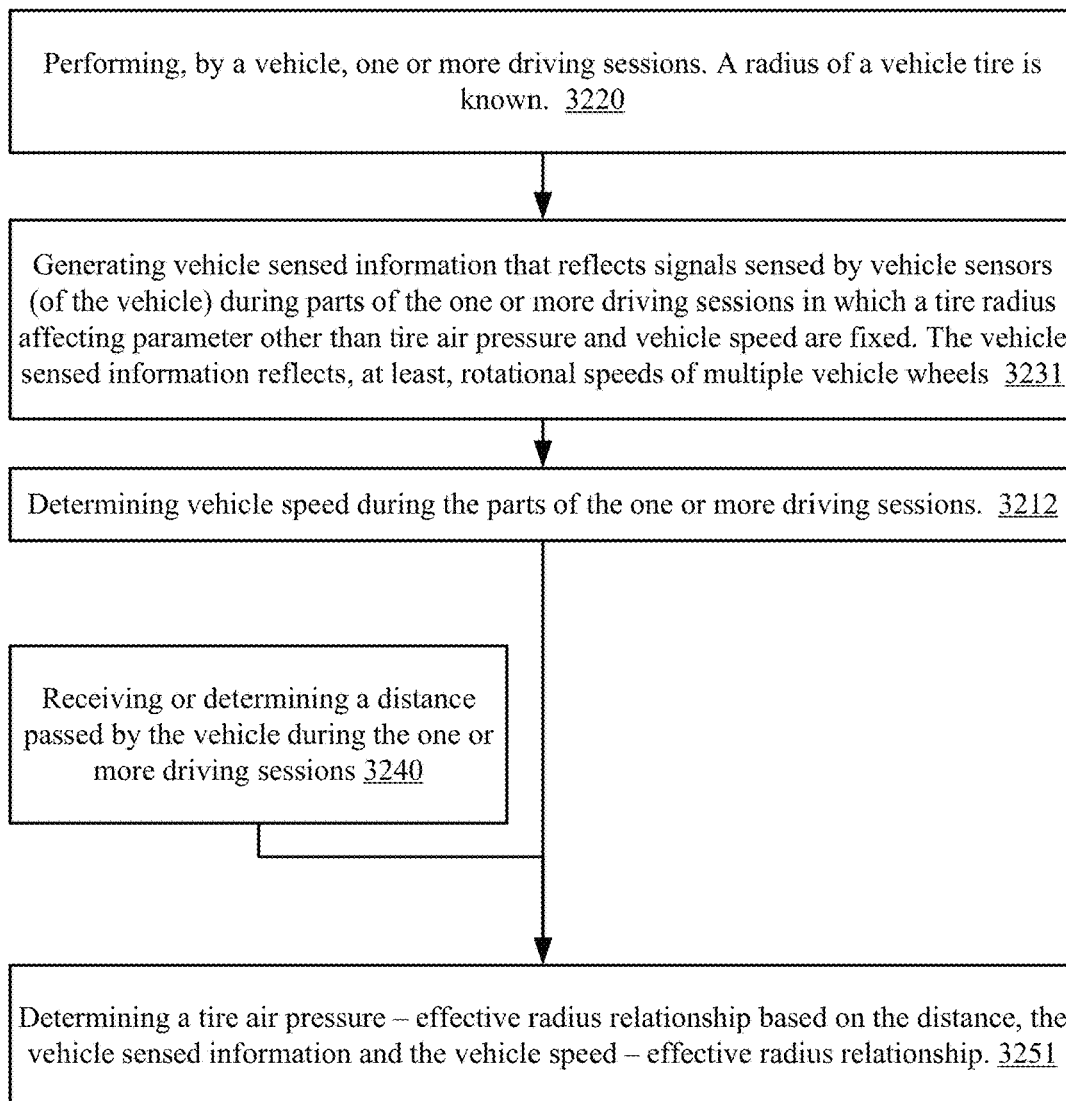 Performing, by a vehicle, one or more driving sessions. A radius of a vehicle tire is
known. 3220
Generating vehicle sensed information that reflects signals sensed by vehicle sensors
(of the vehicle) during parts of the one or more driving sessions in which a tire radius
affecting parameter other than tire air pressure and vehicle speed are fixed. The vehicle
sensed information reflects, at least, rotational speeds of multiple vehicle wheels 3231
Determining vehicle speed during the parts of the one or more driving sessions. 3212
Receiving or determining a distance
passed by the vehicle during the one or
more driving sessions 3240
Determining a tire air pressure – effective radius relationship based on the distance, the
vehicle sensed information and the vehicle speed – effective radius relationship. 3251